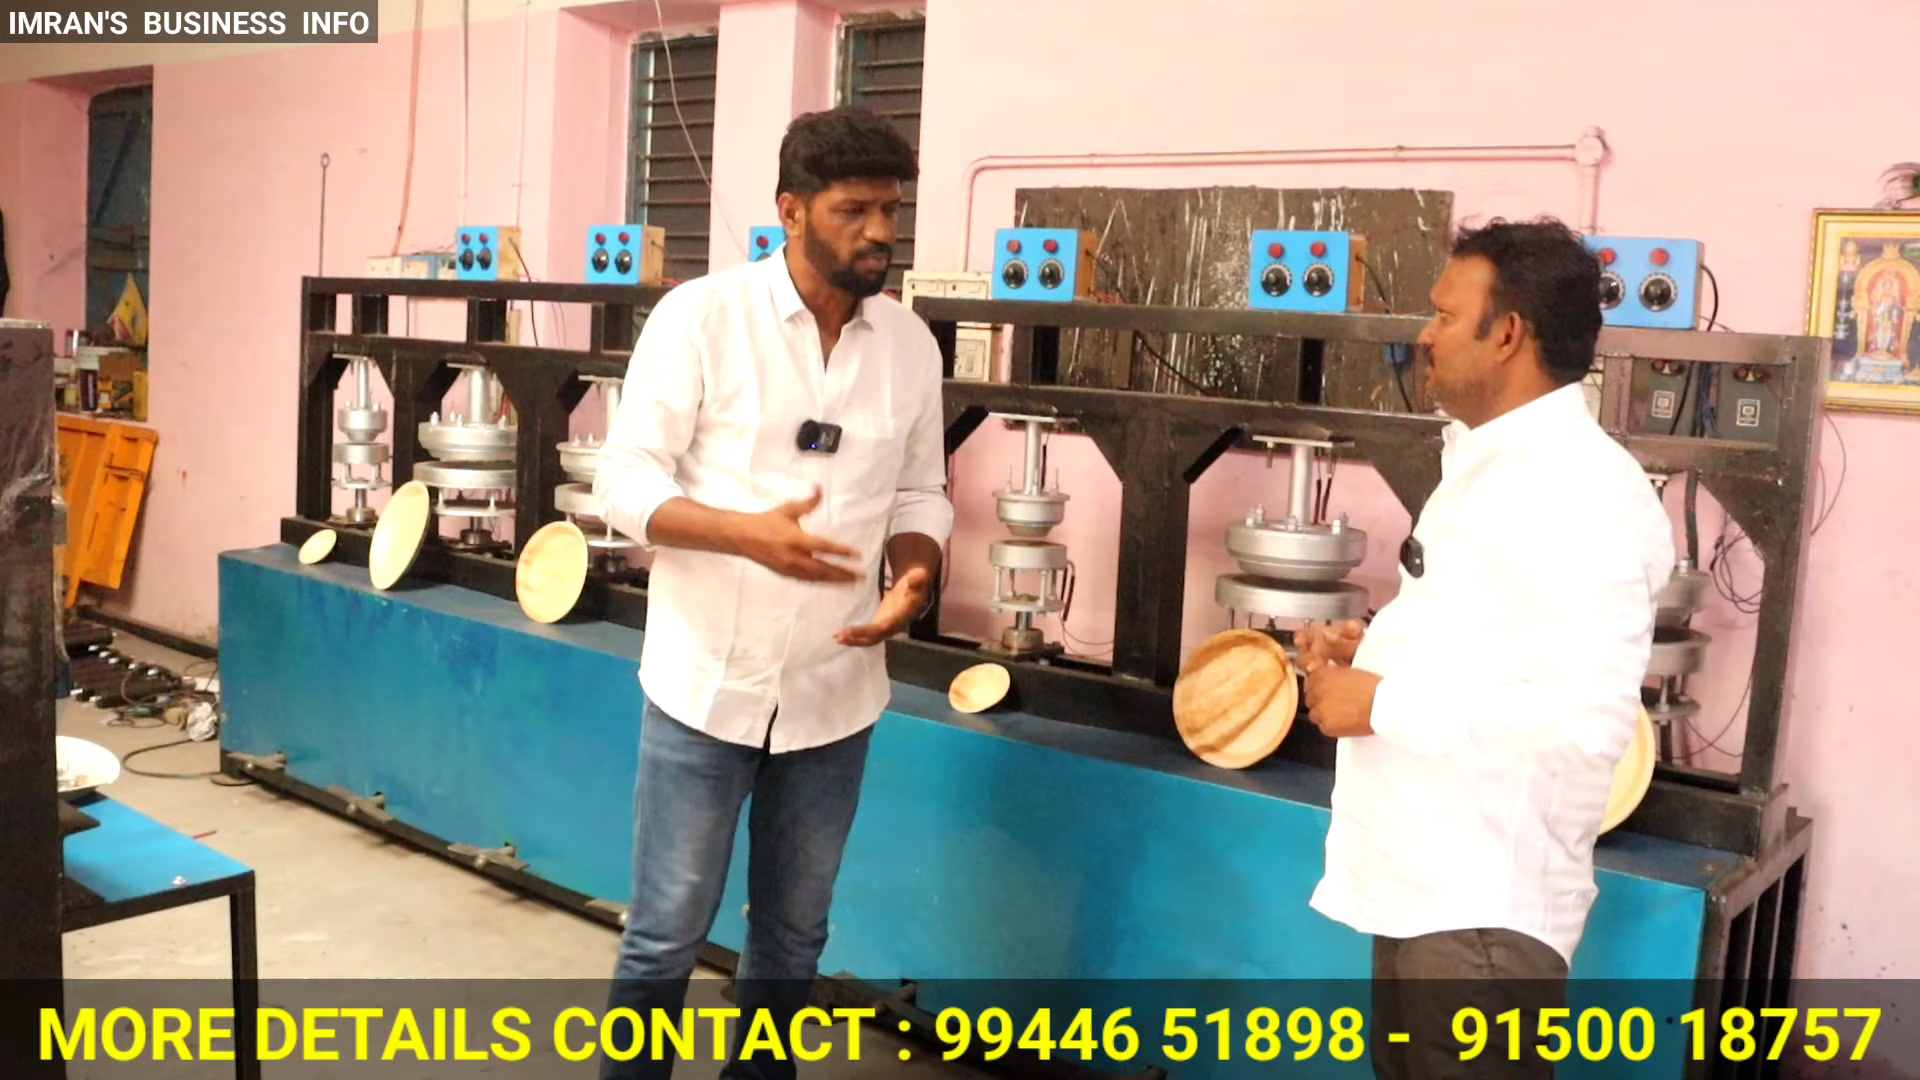 IMRAN'S BUSINESS INFO
MORE DETAILS CONTACT : 99446 51898 - 91500 18757